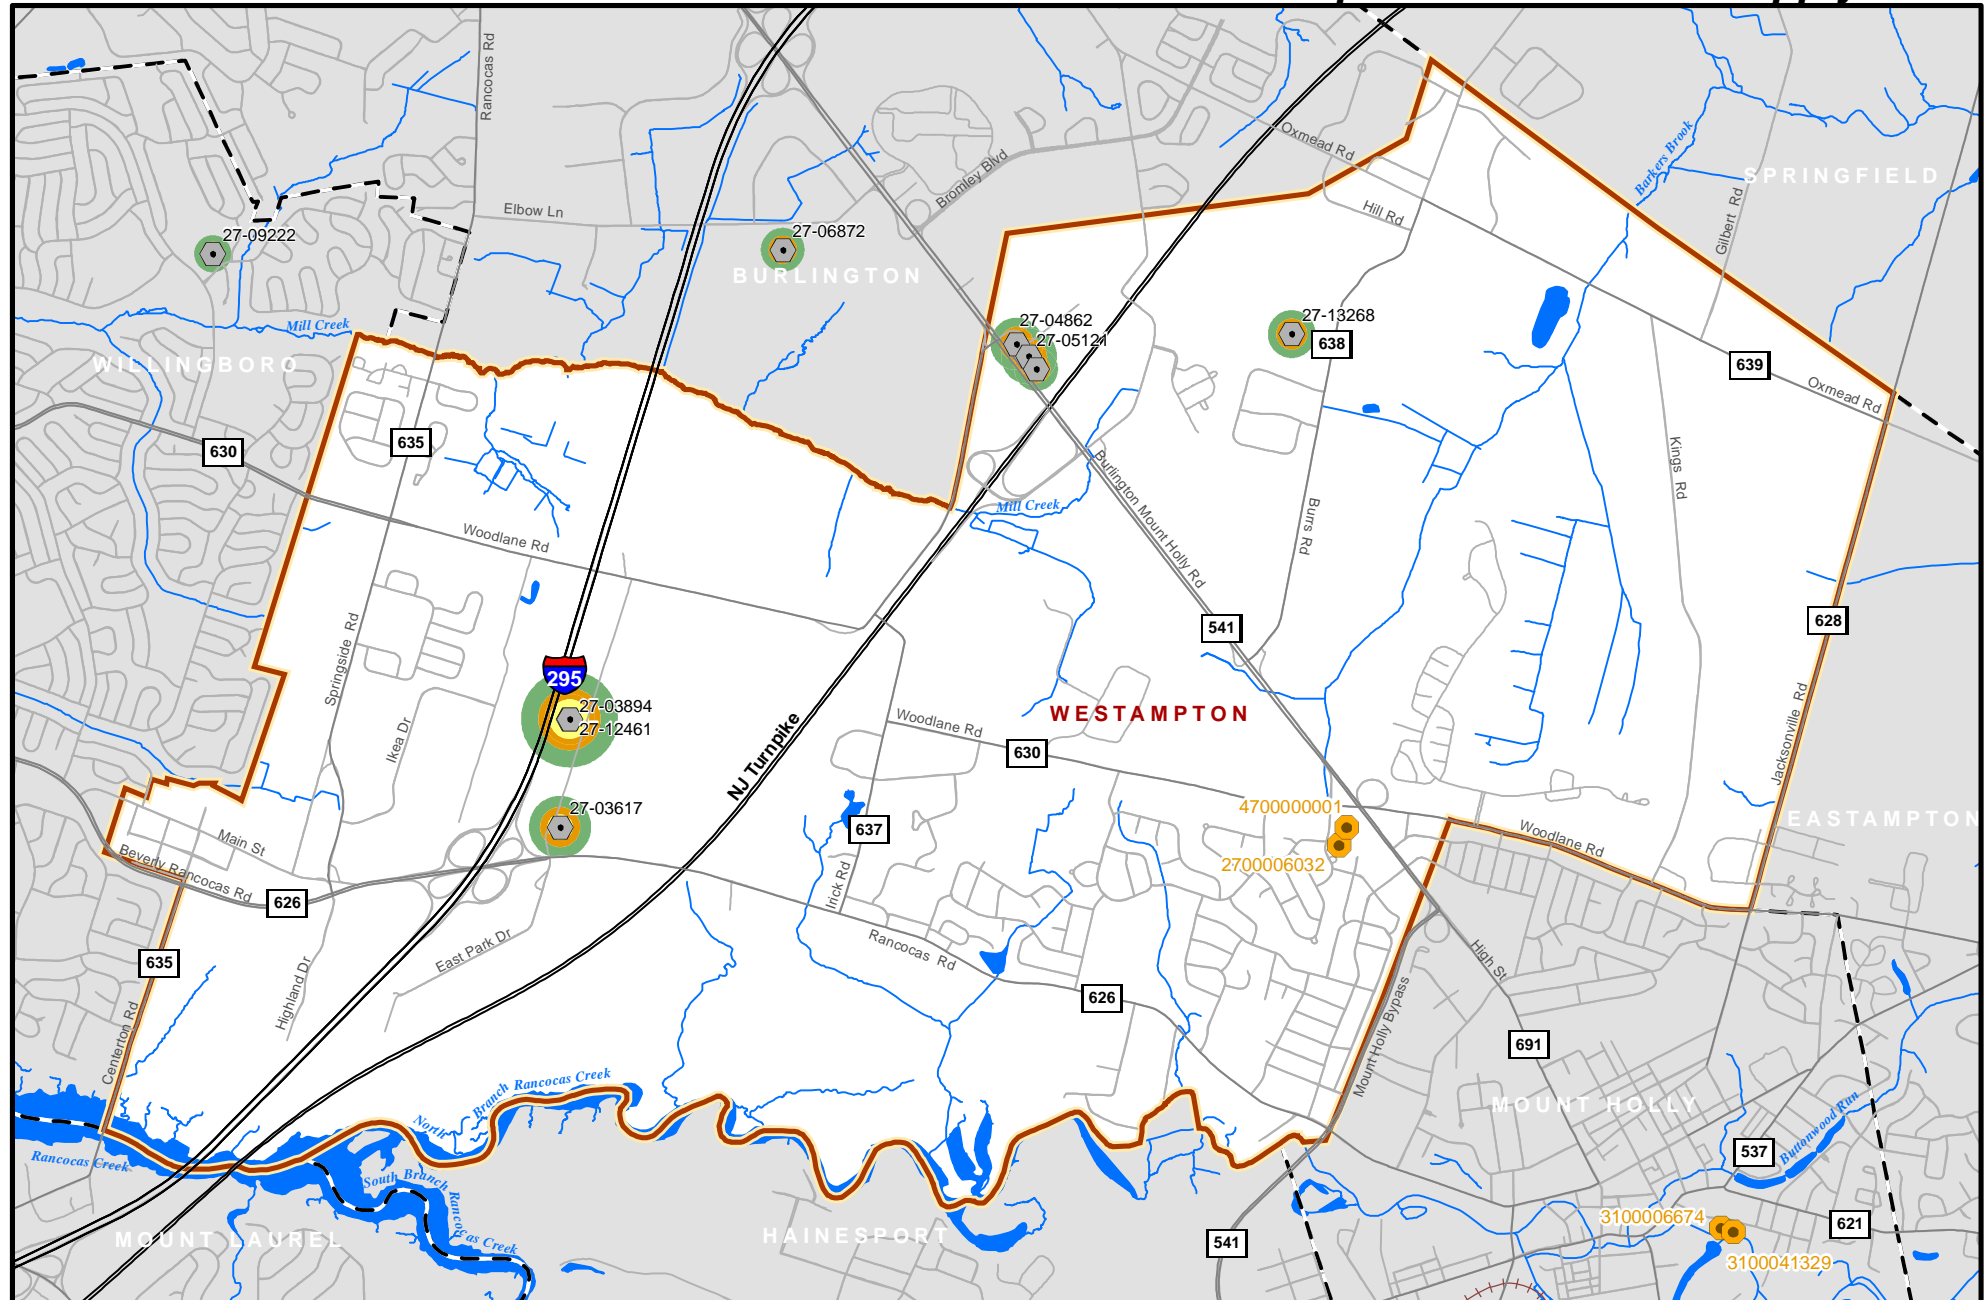 Rancocas Rd
Oxmead Rd
Barkers Brook
SPRINGFIELD
Bromley Blvd
Elbow Ln
Hill Rd
Gilbert Rd
27-09222
27-06872
BURLINGTON
Mill Creek
27-04862
27-05121
27-13268
638
WILLINGBORO
639
Oxmead Rd
630
635
Kings Rd
Burlington Mount Holly Rd
Mill Creek
Burrs Rd
Woodlane Rd
541
628
Springside Rd
295
27-03894
27-12461
Ikea Dr
NJ Turnpike
Woodlane Rd
WESTAMPTON
630
Jacksonville Rd
27-03617
4700000001
2700006032
637
EASTAMPTON
Woodlane Rd
Main St
Beverly Rancocas Rd
626
Irick Rd
Rancocas Rd
East Park Dr
High St
635
Highland Dr
626
Centerton Rd
Mount Holly Bypass
691
North Branch Rancocas Creek
MOUNT HOLLY
Buttonwood Run
Rancocas Creek
South Branch Rancocas Creek
537
MOUNT LAUREL
HAINESPORT
541
3100006674
621
3100041329